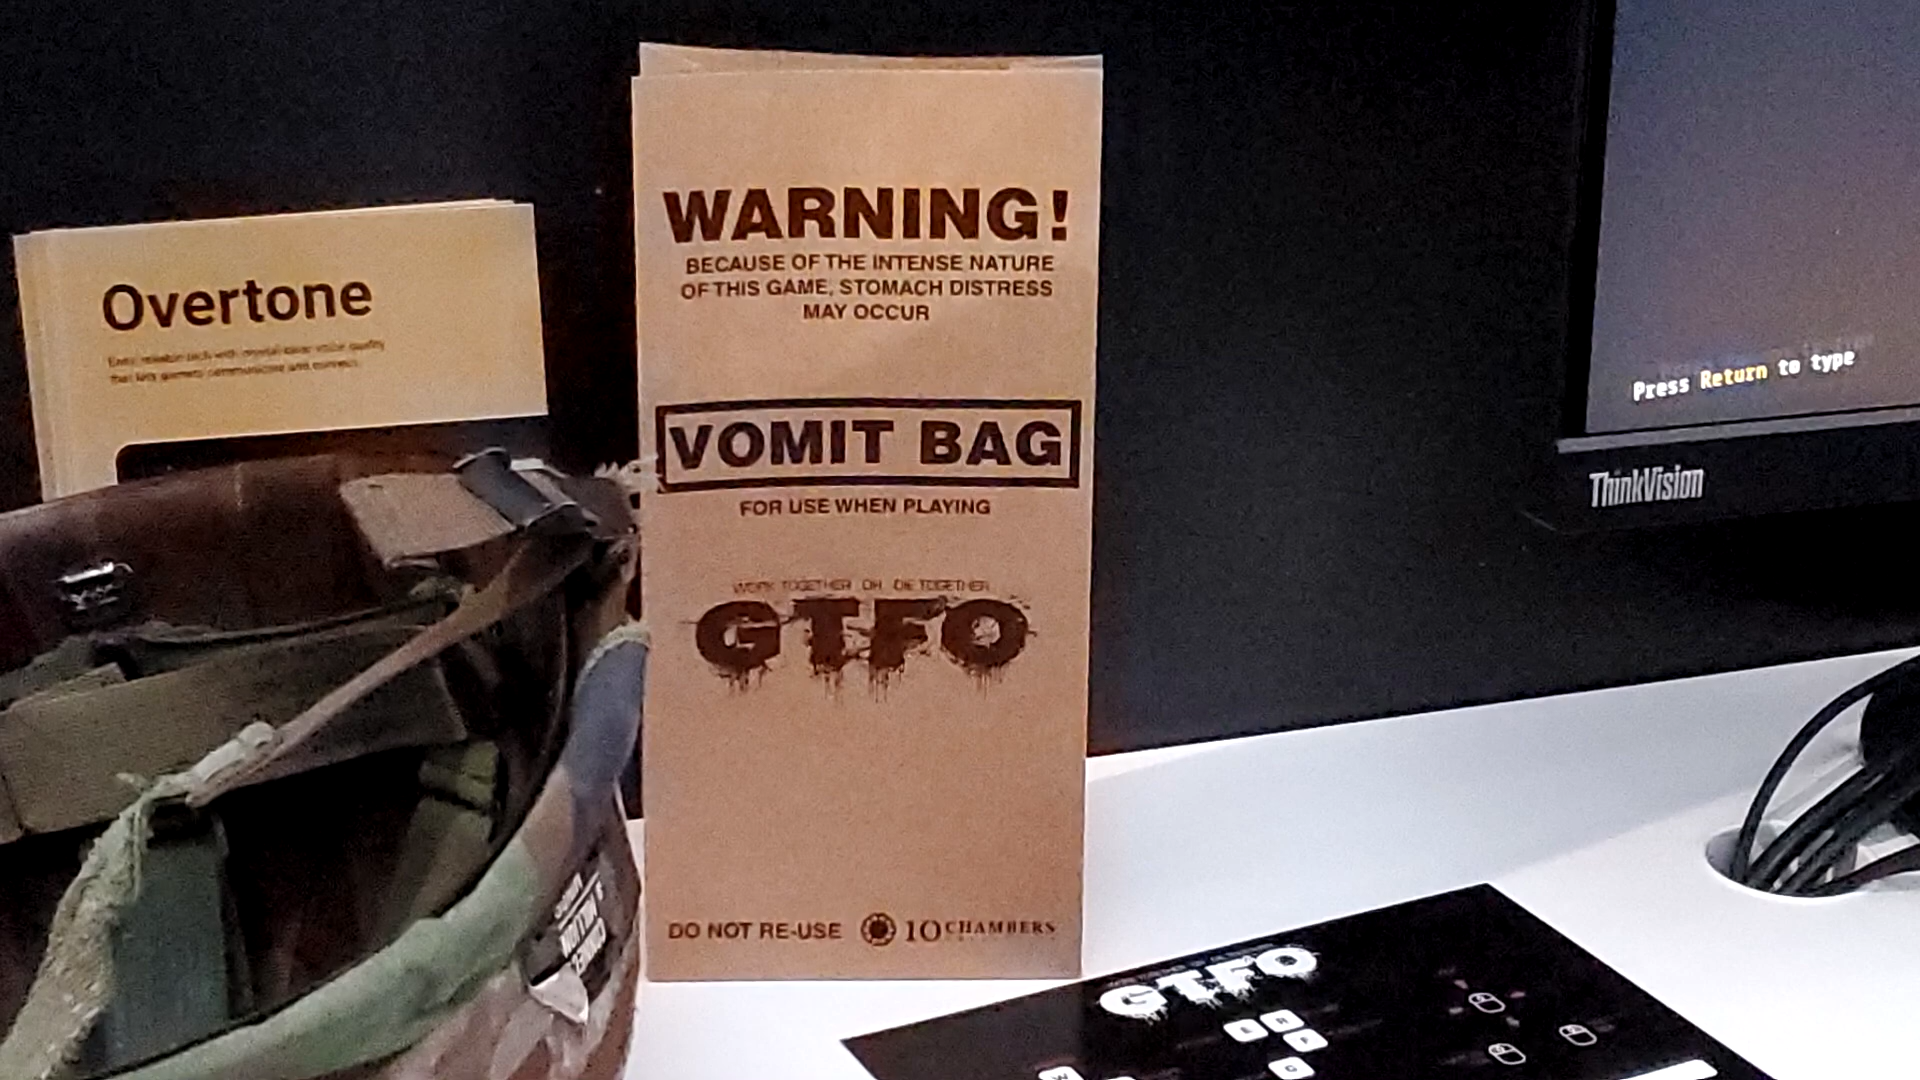 Overtone
WARNING!
BECAUSE OF THE INTENSE NATURE
OF THIS GAME, STOMACH DISTRESS
MAY OCCUR
VOMIT BAG
FOR USE WHEN PLAYING
WORK TOGETHER OR DIE TOGETHER
GTFO
DO NOT RE-USE 10 CHAMBERS
Press Return to type
ThinkVision
GTFO